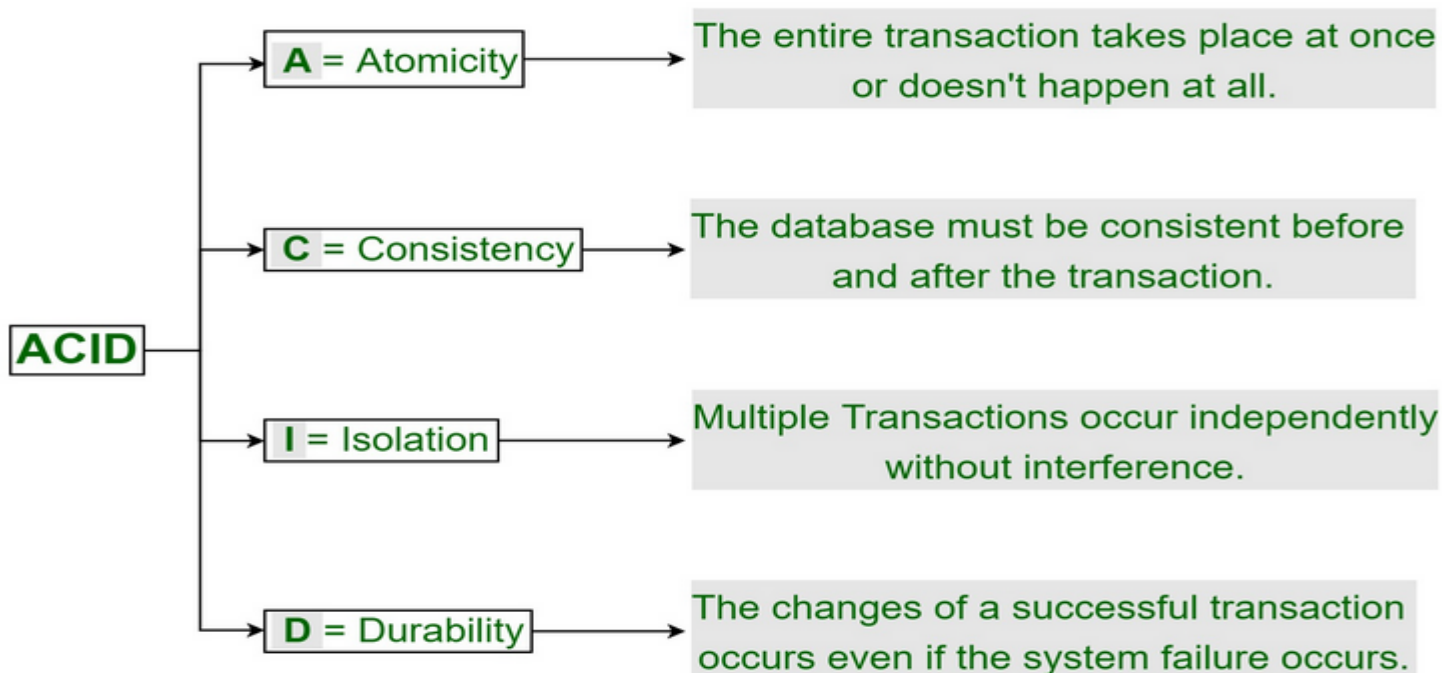 A = Atomicity
The entire transaction takes place at once
or doesn't happen at all.
C = Consistency
The database must be consistent before
and after the transaction.
ACID
I = Isolation
Multiple Transactions occur independently
without interference.
D = Durability
The changes of a successful transaction
occurs even if the system failure occurs.